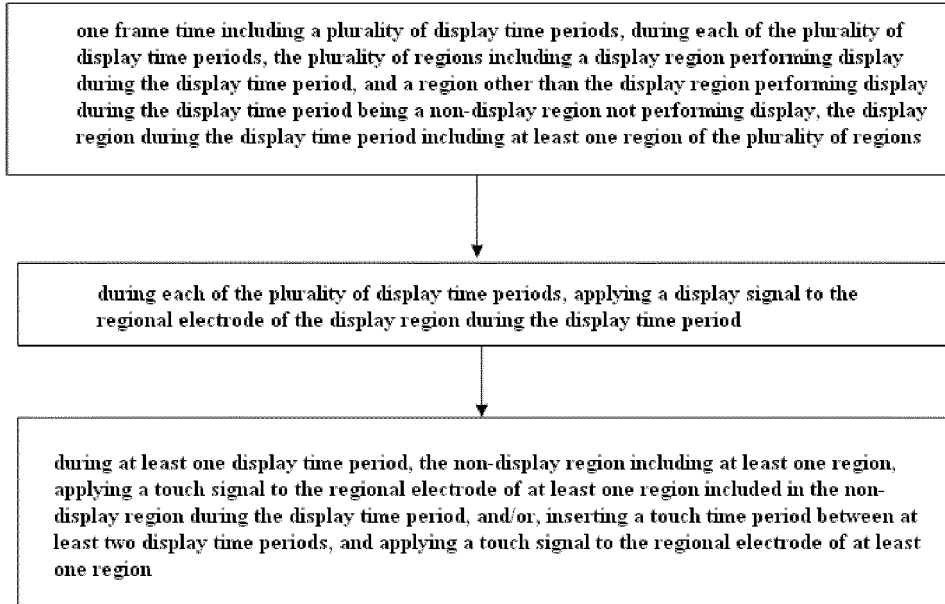 one frame time including a plurality of display time periods, during each of the plurality of
display time periods, the plurality of regions including a display region performing display
during the display time period, and a region other than the display region performing display
during the display time period being a non-display region not performing display, the display
region during the display time period including at least one region of the plurality of regions
during each of the plurality of display time periods, applying a display signal to the
regional electrode of the display region during the display time period
during at least one display time period, the non-display region including at least one region,
applying a touch signal to the regional electrode of at least one region included in the non-
display region during the display time period, and/or, inserting a touch time period between at
least two display time periods, and applying a touch signal to the regional electrode of at least
one region